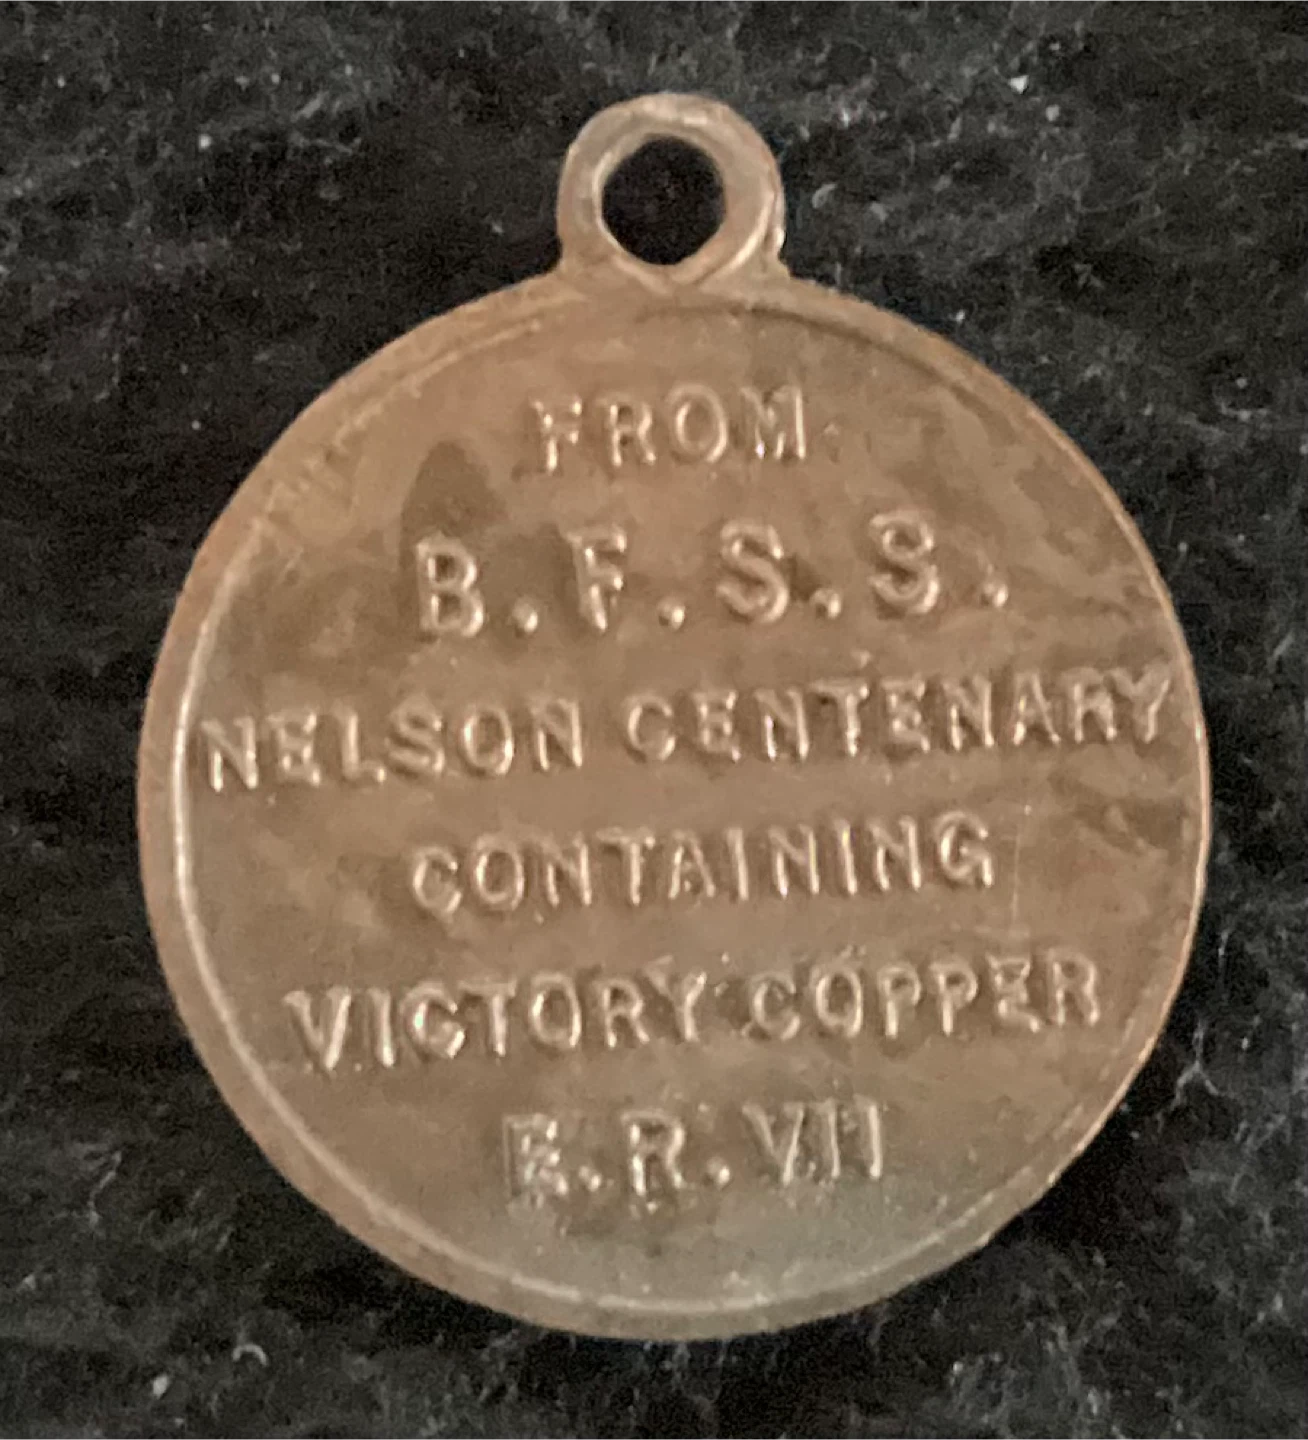 FROM
B.F.S.S.
NELSON CENTENARY
CONTAINING
VICTORY COPPER
E.R.VII